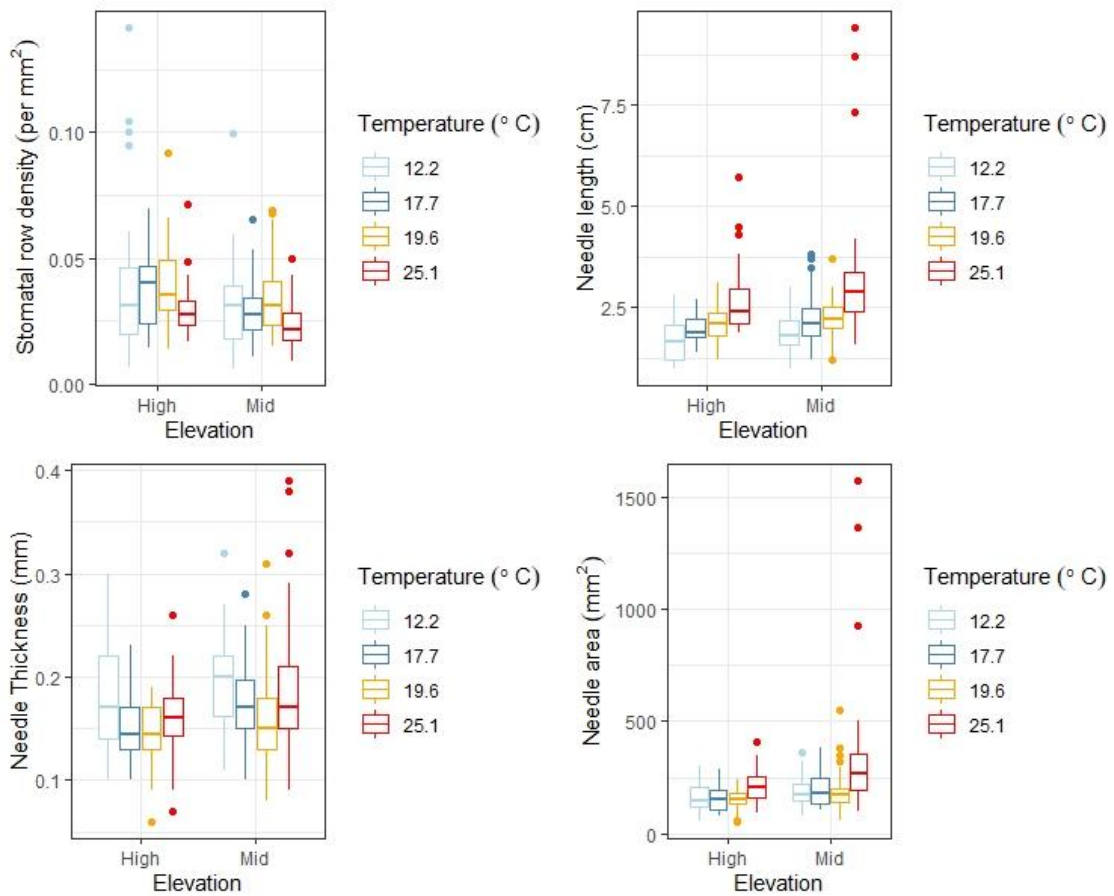 Stomatal row density (per mm²)
0.10
0.05
0.00
High Mid
Elevation
Temperature (° C)
12.2
17.7
19.6
25.1
Needle length (cm)
7.5
5.0
2.5
High Mid
Elevation
Temperature (° C)
12.2
17.7
19.6
25.1
Needle Thickness (mm)
0.4
0.3
0.2
0.1
High Mid
Elevation
Temperature (° C)
12.2
17.7
19.6
25.1
Needle area (mm²)
1500
1000
500
0
High Mid
Elevation
Temperature (° C)
12.2
17.7
19.6
25.1